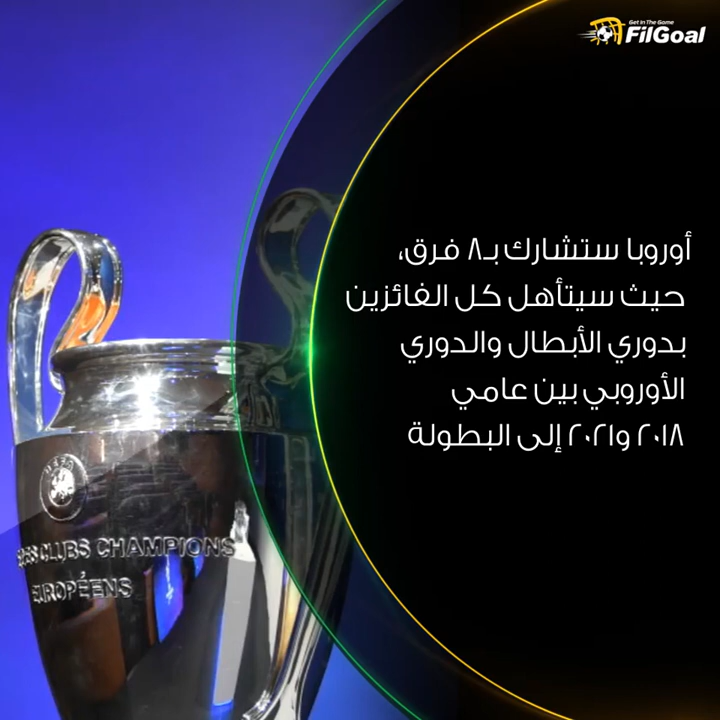 Get In The Game
FilGoal
أوروبا ستشارك بـ٨ فرق،
حيث سيتأهل كل الفائزين
بدوري الأبطال والدوري
الأوروبي بين عامي
٢٠١٨ و٢٠٢١ إلى البطولة
UEFA
CLUBS CHAMPIONS
EUROPÉENS